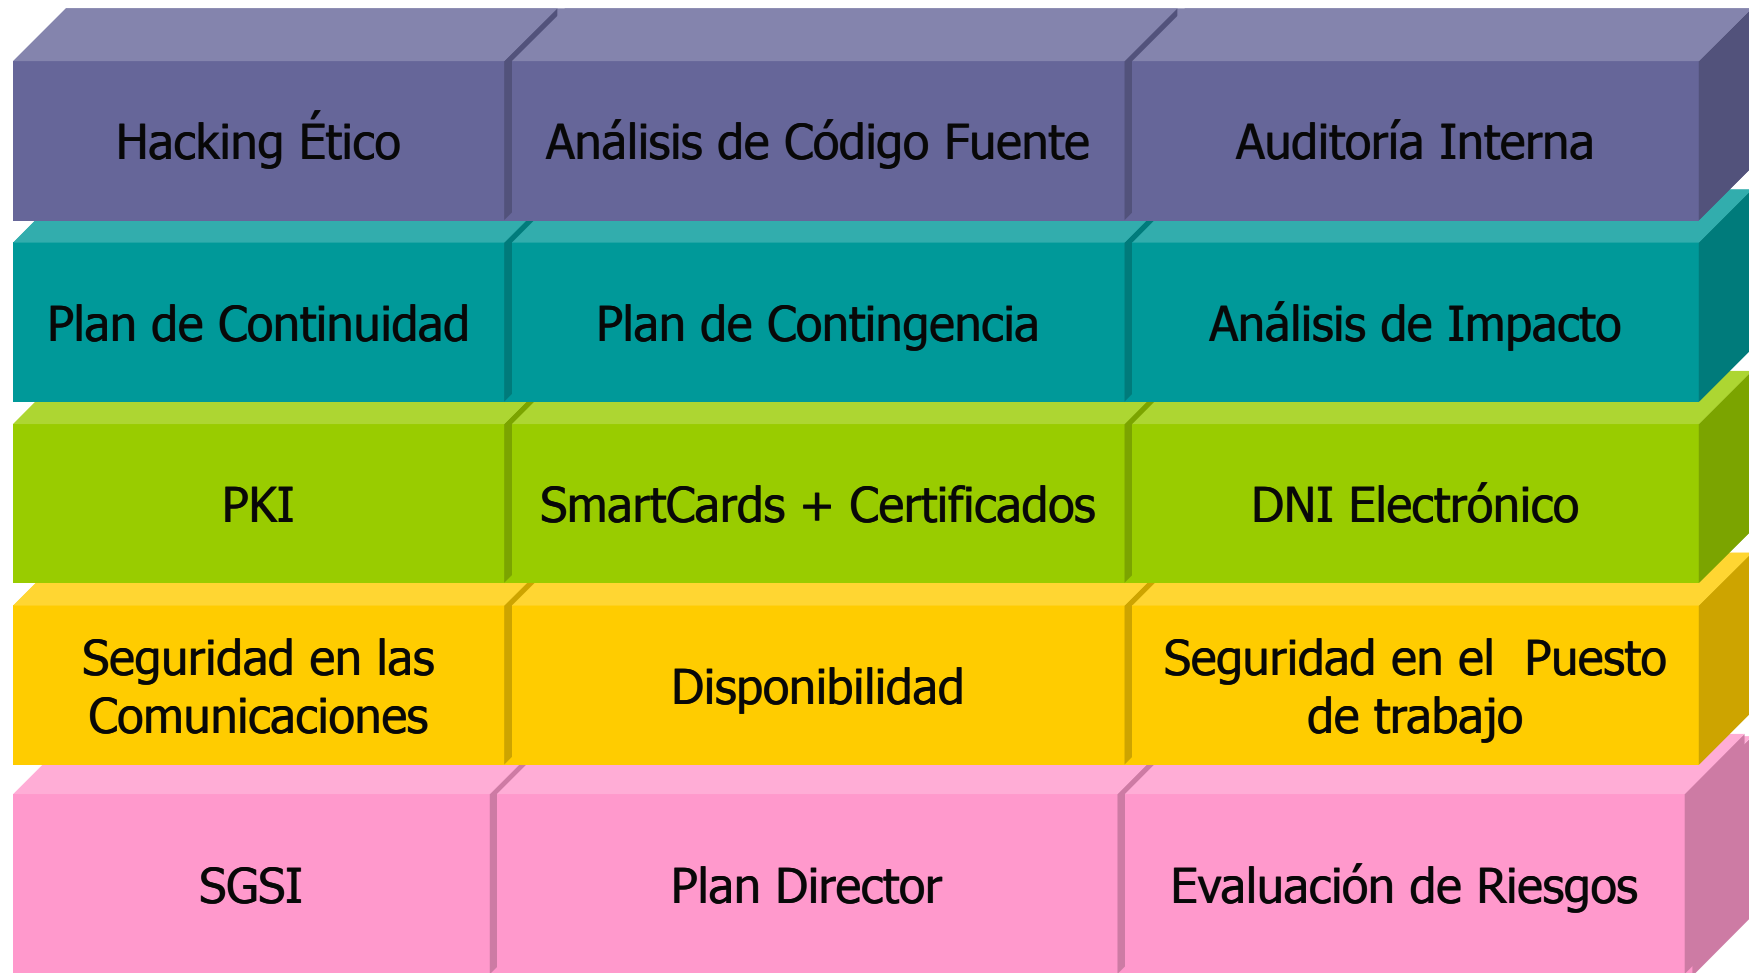 Hacking Ético
Análisis de Código Fuente
Auditoría Interna
Plan de Continuidad
Plan de Contingencia
Análisis de Impacto
PKI
SmartCards + Certificados
DNI Electrónico
Seguridad en las
Comunicaciones
Disponibilidad
Seguridad en el  Puesto
de trabajo
SGSI
Plan Director
Evaluación de Riesgos